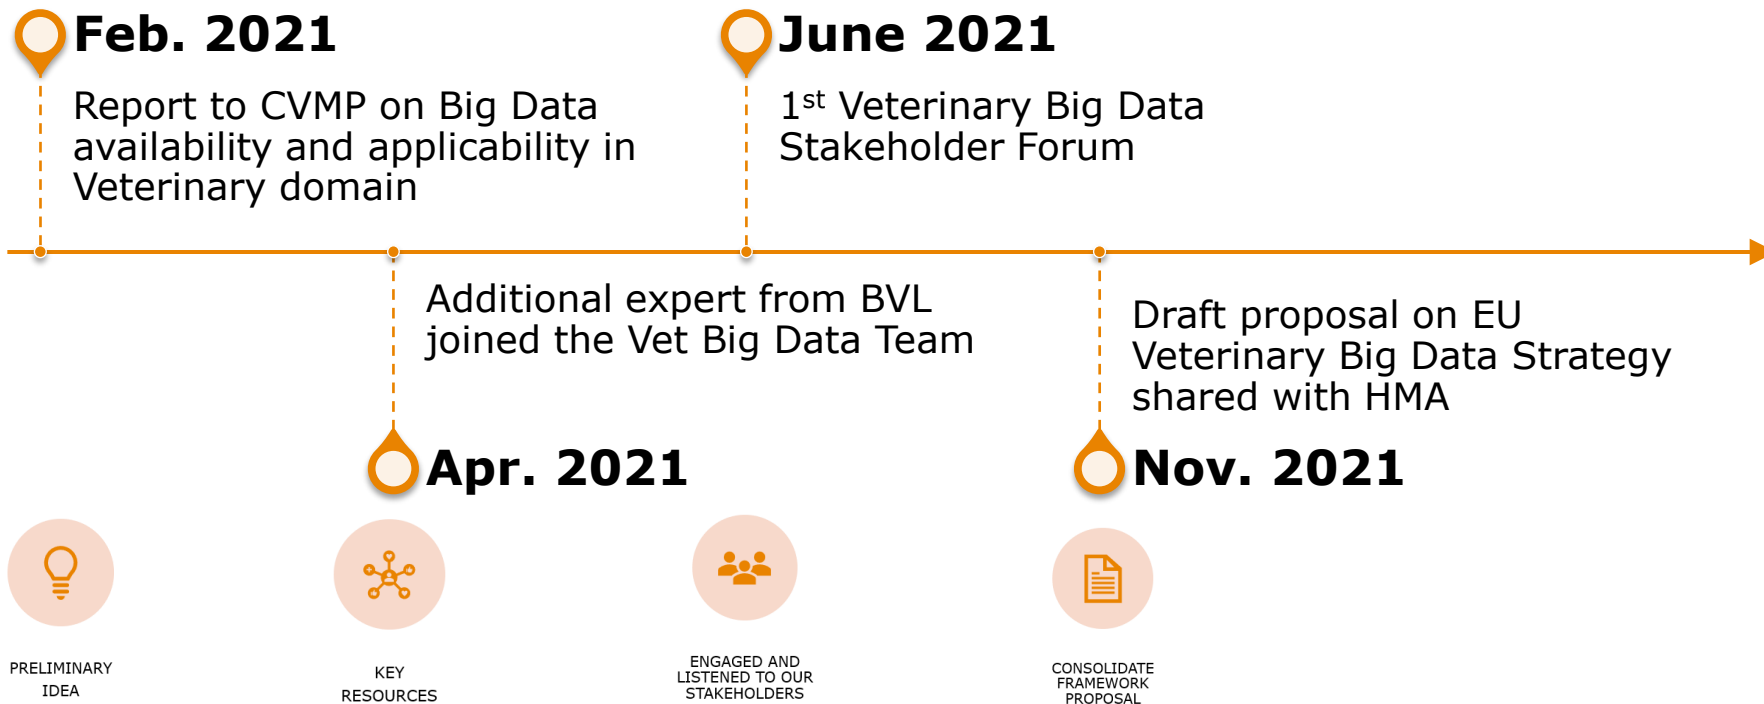 Feb. 2021
Report to CVMP on Big Data
availability and applicability in
Veterinary domain
June 2021
1st Veterinary Big Data
Stakeholder Forum
Additional expert from BVL
joined the Vet Big Data Team
Apr. 2021
Draft proposal on EU
Veterinary Big Data Strategy
shared with HMA
Nov. 2021
PRELIMINARY
IDEA
KEY
RESOURCES
ENGAGED AND
LISTENED TO OUR
STAKEHOLDERS
CONSOLIDATE
FRAMEWORK
PROPOSAL